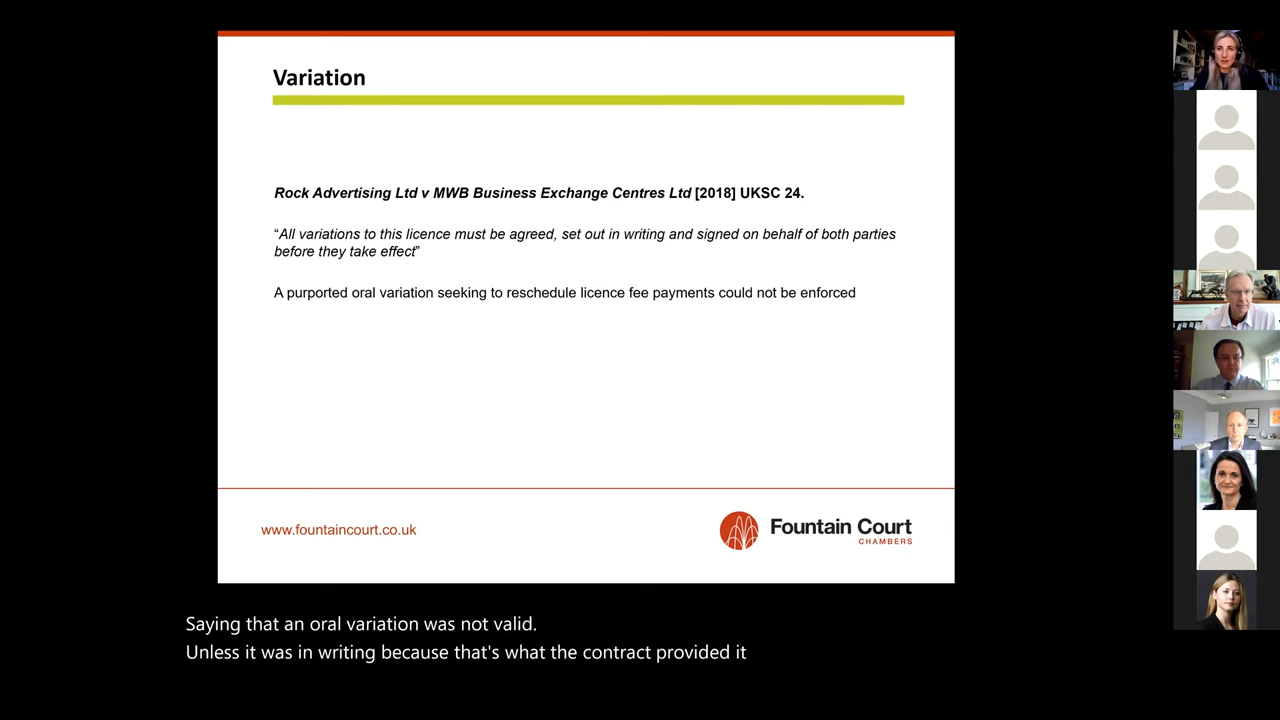 Variation
Rock Advertising Ltd v MWB Business Exchange Centres Ltd [2018] UKSC 24.
“All variations to this licence must be agreed, set out in writing and signed on behalf of both parties
before they take effect”
A purported oral variation seeking to reschedule licence fee payments could not be enforced
www.fountaincourt.co.uk
Fountain Court
CHAMBERS
Saying that an oral variation was not valid.
Unless it was in writing because that's what the contract provided it